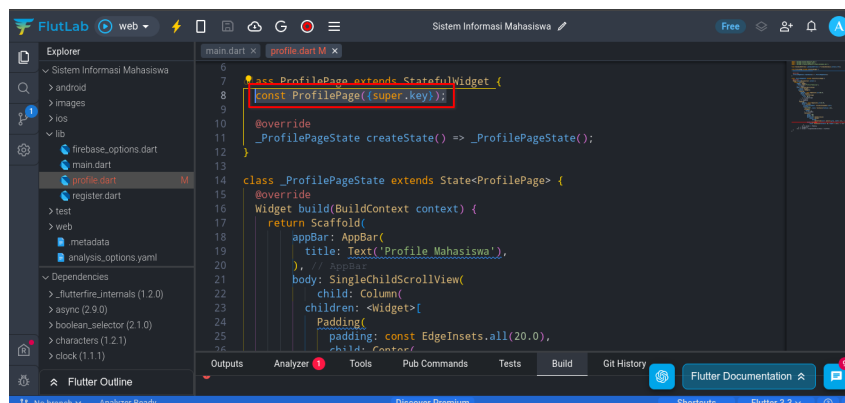 FlutLab web Sistem Informasi Mahasiswa Free A
Explorer
Sistem Informasi Mahasiswa
android
images
ios
lib
firebase_options.dart
main.dart
profile.dart M
register.dart
test
web
.metadata
analysis_options.yaml
Dependencies
_flutterfire_internals (1.2.0)
async (2.9.0)
boolean_selector (2.1.0)
characters (1.2.1)
clock (1.1.1)
Flutter Outline
main.dart × profile.dart M ×
6
7 ass ProfilePage extends StatefulWidget {
8 const ProfilePage({super.key});
9
10 @override
11 _ProfilePageState createState() => _ProfilePageState();
12 }
13
14 class _ProfilePageState extends State<ProfilePage> {
15 @override
16 Widget build(BuildContext context) {
17 return Scaffold(
18 appBar: AppBar(
19 title: Text('Profile Mahasiswa'),
20 ), // AppBar
21 body: SingleChildScrollView(
22 child: Column(
23 children: <Widget>[
24 Padding(
25 padding: const EdgeInsets.all(20.0),
26 child: Center(
Outputs Analyzer 1 Tools Pub Commands Tests Build Git History
Flutter Documentation
No branch Analyzer Ready Discover Premium Shortcuts Flutter 3.3